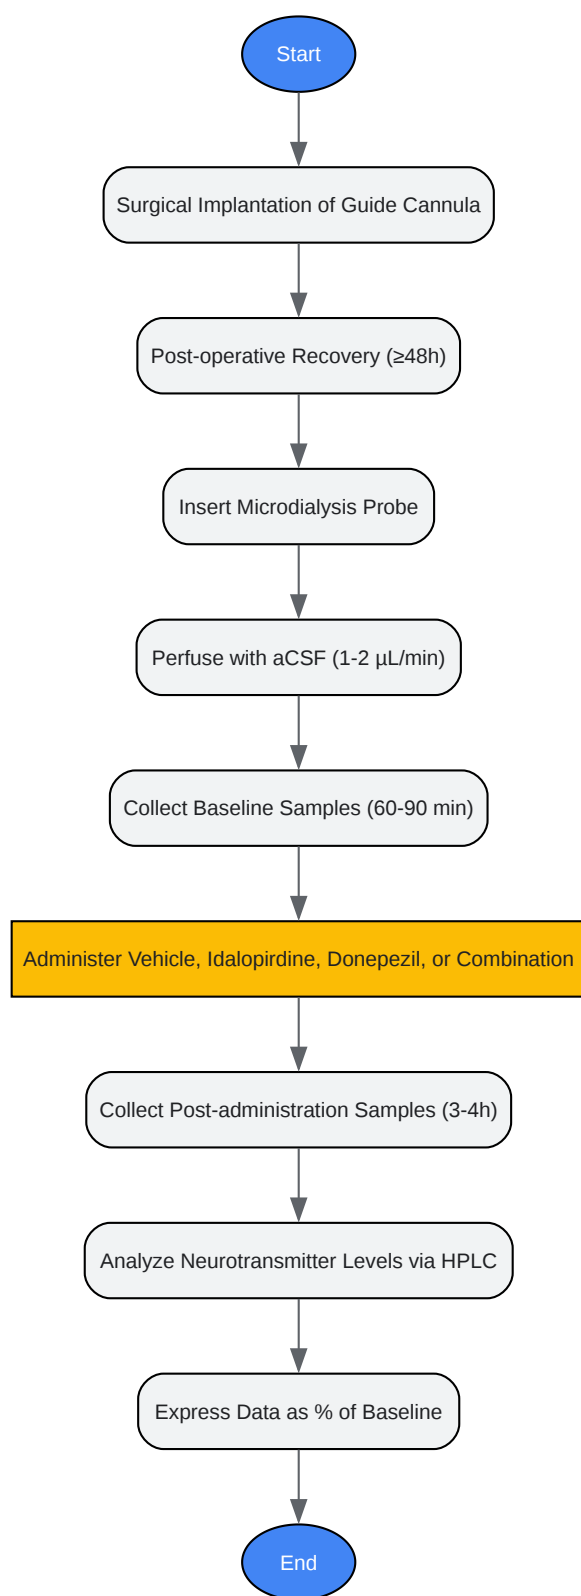 Start
Surgical Implantation of Guide Cannula
Post-operative Recovery (≥48h)
Insert Microdialysis Probe
Perfuse with aCSF (1-2 µL/min)
Collect Baseline Samples (60-90 min)
Administer Vehicle, Idalopirdine, Donepezil, or Combination
Collect Post-administration Samples (3-4h)
Analyze Neurotransmitter Levels via HPLC
Express Data as % of Baseline
End